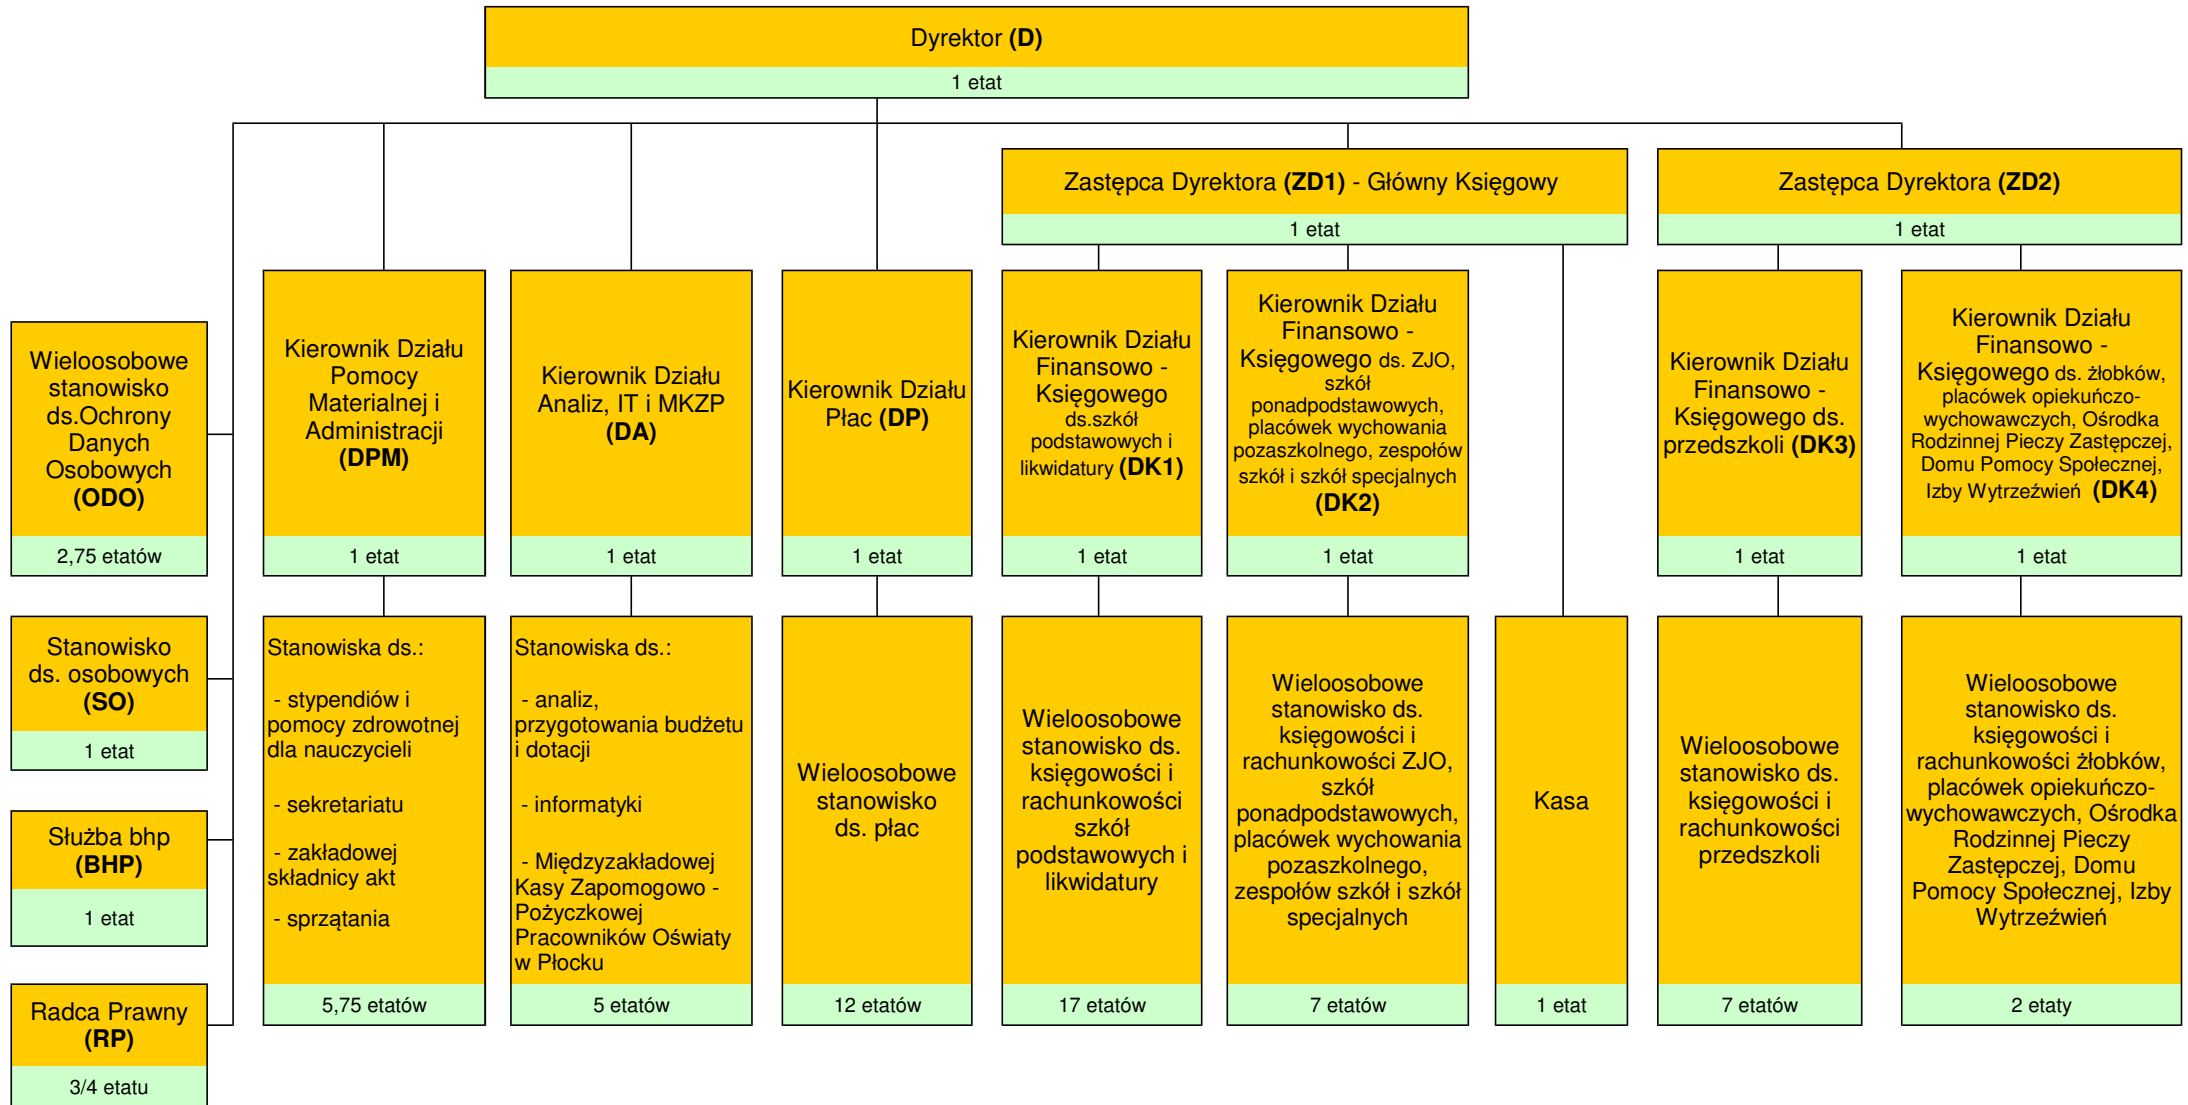 Dyrektor (D)
1 etat
Zastępca Dyrektora (ZD1) - Główny Księgowy
1 etat
Zastępca Dyrektora (ZD2)
1 etat
Wieloosobowe
stanowisko
ds.Ochrony
Danych
Osobowych
(ODO)
2,75 etatów
Stanowisko
ds. osobowych
(SO)
1 etat
Służba bhp
(BHP)
1 etat
Radca Prawny
(RP)
3/4 etatu
Kierownik Działu
Pomocy
Materialnej i
Administracji
(DPM)
1 etat
Stanowiska ds.:
- stypendiów i
pomocy zdrowotnej
dla nauczycieli
- sekretariatu
- zakładowej
składnicy akt
- sprzątania
5,75 etatów
Kierownik Działu
Analiz, IT i MKZP
(DA)
1 etat
Stanowiska ds.:
- analiz,
przygotowania budżetu
i dotacji
- informatyki
- Międzyzakładowej
Kasy Zapomogowo -
Pożyczkowej
Pracowników Oświaty
w Płocku
5 etatów
Kierownik Działu
Płac (DP)
1 etat
Wieloosobowe
stanowisko
ds. płac
12 etatów
Kierownik Działu
Finansowo -
Księgowego
ds.szkół
podstawowych i
likwidatury (DK1)
1 etat
Wieloosobowe
stanowisko ds.
księgowości i
rachunkowości
szkół
podstawowych i
likwidatury
17 etatów
Kierownik Działu
Finansowo -
Księgowego ds. ZJO,
szkół
ponadpodstawowych,
placówek wychowania
pozaszkolnego, zespołów
szkół i szkół specjalnych
(DK2)
1 etat
Wieloosobowe
stanowisko ds.
księgowości i
rachunkowości ZJO,
szkół
ponadpodstawowych,
placówek wychowania
pozaszkolnego,
zespołów szkół i szkół
specjalnych
7 etatów
Kasa
1 etat
Kierownik Działu
Finansowo -
Księgowego ds.
przedszkoli (DK3)
1 etat
Wieloosobowe
stanowisko ds.
księgowości i
rachunkowości
przedszkoli
7 etatów
Kierownik Działu
Finansowo -
Księgowego ds. żłobków,
placówek opiekuńczo-
wychowawczych, Ośrodka
Rodzinnej Pieczy Zastępczej,
Domu Pomocy Społecznej,
Izby Wytrzeźwień (DK4)
1 etat
Wieloosobowe
stanowisko ds.
księgowości i
rachunkowości żłobków,
placówek opiekuńczo-
wychowawczych, Ośrodka
Rodzinnej Pieczy
Zastępczej, Domu
Pomocy Społecznej, Izby
Wytrzeźwień
2 etaty